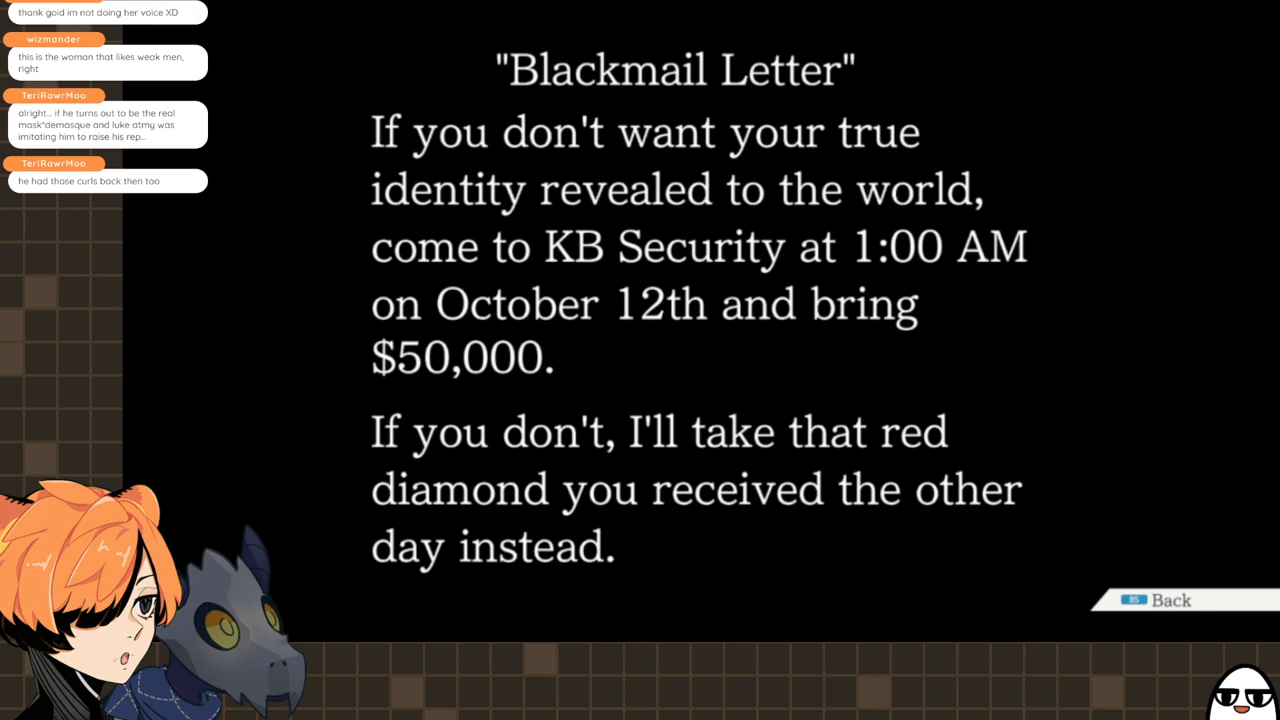 thank goid im not doing her voice XD
wizmander
this is the woman that likes weak men,
right
TeriRawrMoo
alright... if he turns out to be the real
mask*demasque and luke atmy was
imitating him to raise his rep...
TeriRawrMoo
he had those curls back then too
"Blackmail Letter"
If you don't want your true
identity revealed to the world,
come to KB Security at 1:00 AM
on October 12th and bring
$50,000.
If you don't, I'll take that red
diamond you received the other
day instead.
BS Back